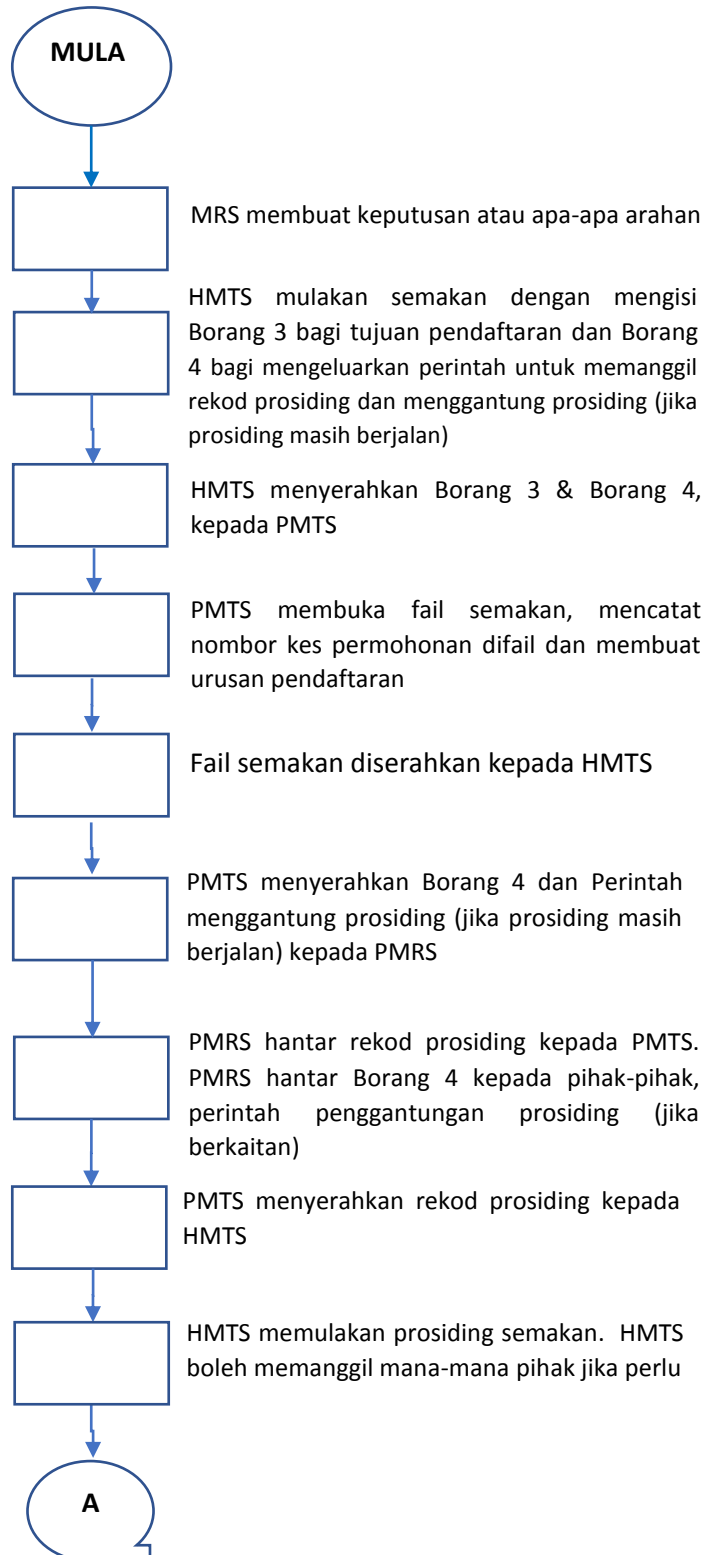 MULA
MRS membuat keputusan atau apa-apa arahan
HMTS mulakan semakan dengan mengisi
Borang 3 bagi tujuan pendaftaran dan Borang
4 bagi mengeluarkan perintah untuk memanggil
rekod prosiding dan menggantung prosiding (jika
prosiding masih berjalan)
HMTS menyerahkan Borang 3 & Borang 4,
kepada PMTS
PMTS membuka fail semakan, mencatat
nombor kes permohonan difail dan membuat
urusan pendaftaran
Fail semakan diserahkan kepada HMTS
PMTS menyerahkan Borang 4 dan Perintah
menggantung prosiding (jika prosiding masih
berjalan) kepada PMRS
PMRS hantar rekod prosiding kepada PMTS.
PMRS hantar Borang 4 kepada pihak-pihak,
perintah penggantungan prosiding (jika
berkaitan)
PMTS menyerahkan rekod prosiding kepada
HMTS
HMTS memulakan prosiding semakan. HMTS
boleh memanggil mana-mana pihak jika perlu
A